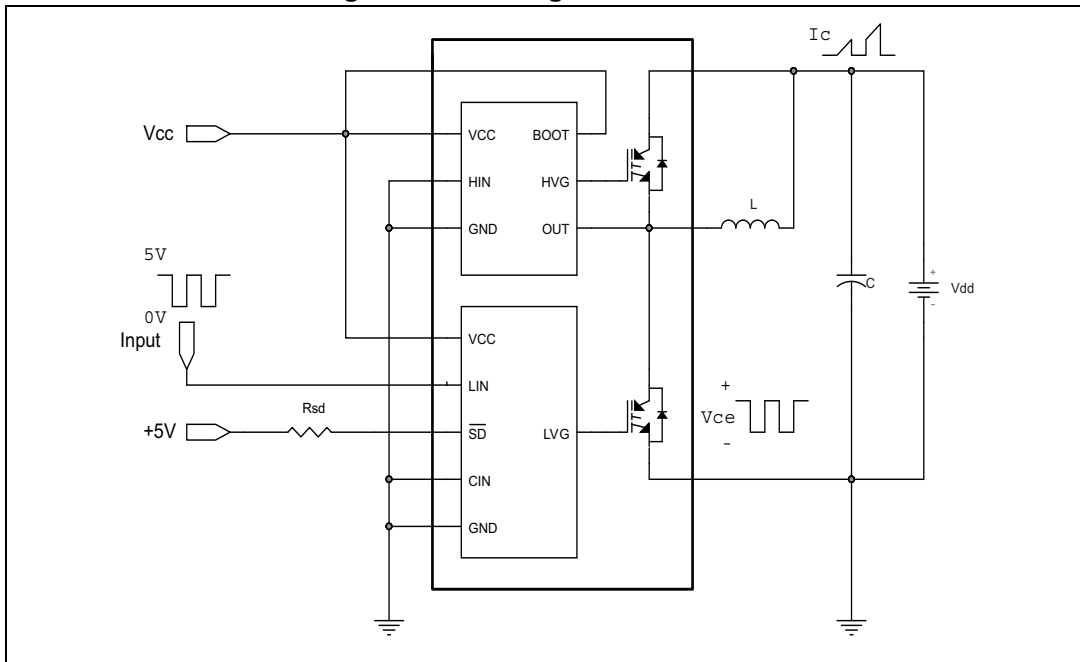 Ic
Vcc
VCC
BOOT
HIN
HVG
GND
OUT
L
5V
0V
Input
C
+
Vdd
-
VCC
LIN
Rsd
+5V
SD
LVG
+
Vce
-
CIN
GND